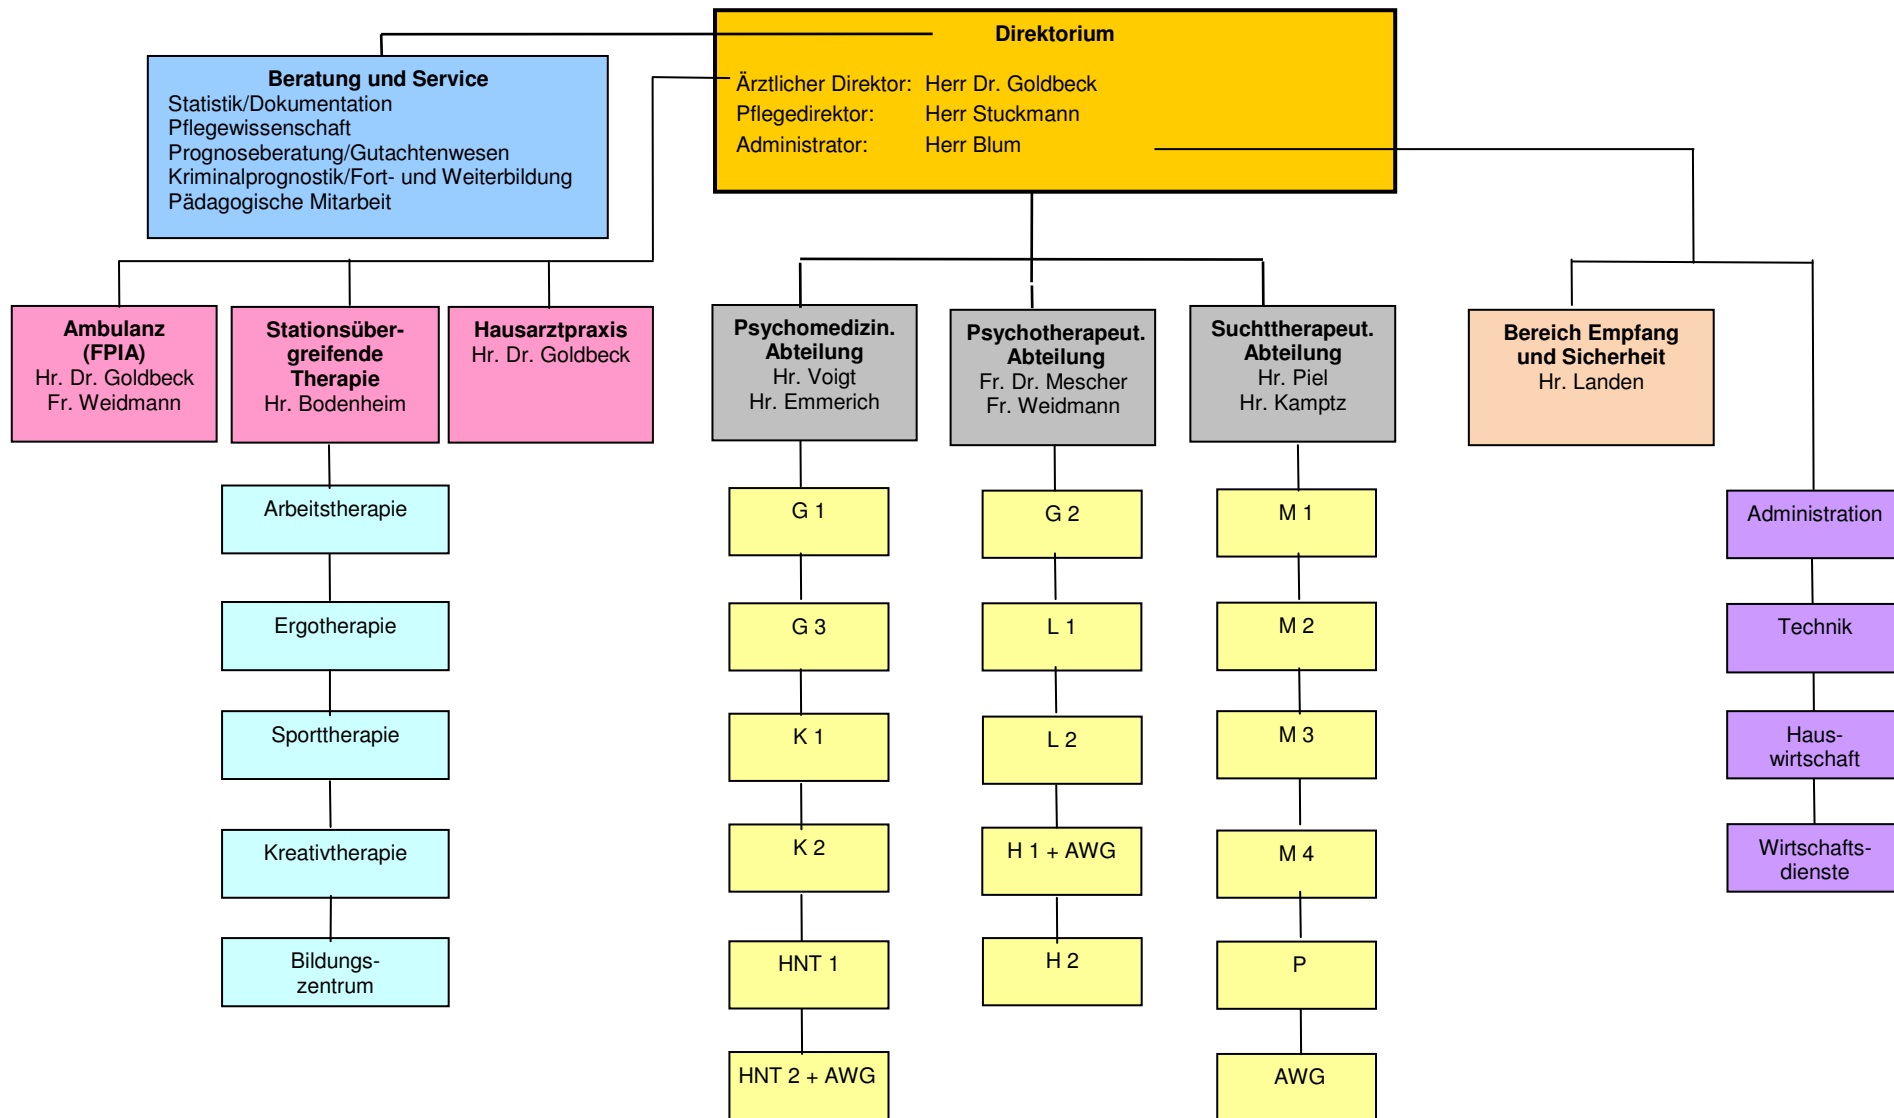 Direktorium
Ärztlicher Direktor: Herr Dr. Goldbeck
Pflegedirektor: Herr Stuckmann
Administrator: Herr Blum
Beratung und Service
Statistik/Dokumentation
Pflegewissenschaft
Prognoseberatung/Gutachtenwesen
Kriminalprognostik/Fort- und Weiterbildung
Pädagogische Mitarbeit
Ambulanz
(FPIA)
Hr. Dr. Goldbeck
Fr. Weidmann
Stationsüber-
greifende
Therapie
Hr. Bodenheim
Hausarztpraxis
Hr. Dr. Goldbeck
Psychomedizin.
Abteilung
Hr. Voigt
Hr. Emmerich
Psychotherapeut.
Abteilung
Fr. Dr. Mescher
Fr. Weidmann
Suchttherapeut.
Abteilung
Hr. Piel
Hr. Kamptz
Bereich Empfang
und Sicherheit
Hr. Landen
Arbeitstherapie
Ergotherapie
Sporttherapie
Kreativtherapie
Bildungs-
zentrum
G 1
G 3
K 1
K 2
HNT 1
HNT 2 + AWG
G 2
L 1
L 2
H 1 + AWG
H 2
M 1
M 2
M 3
M 4
P
AWG
Administration
Technik
Haus-
wirtschaft
Wirtschafts-
dienste